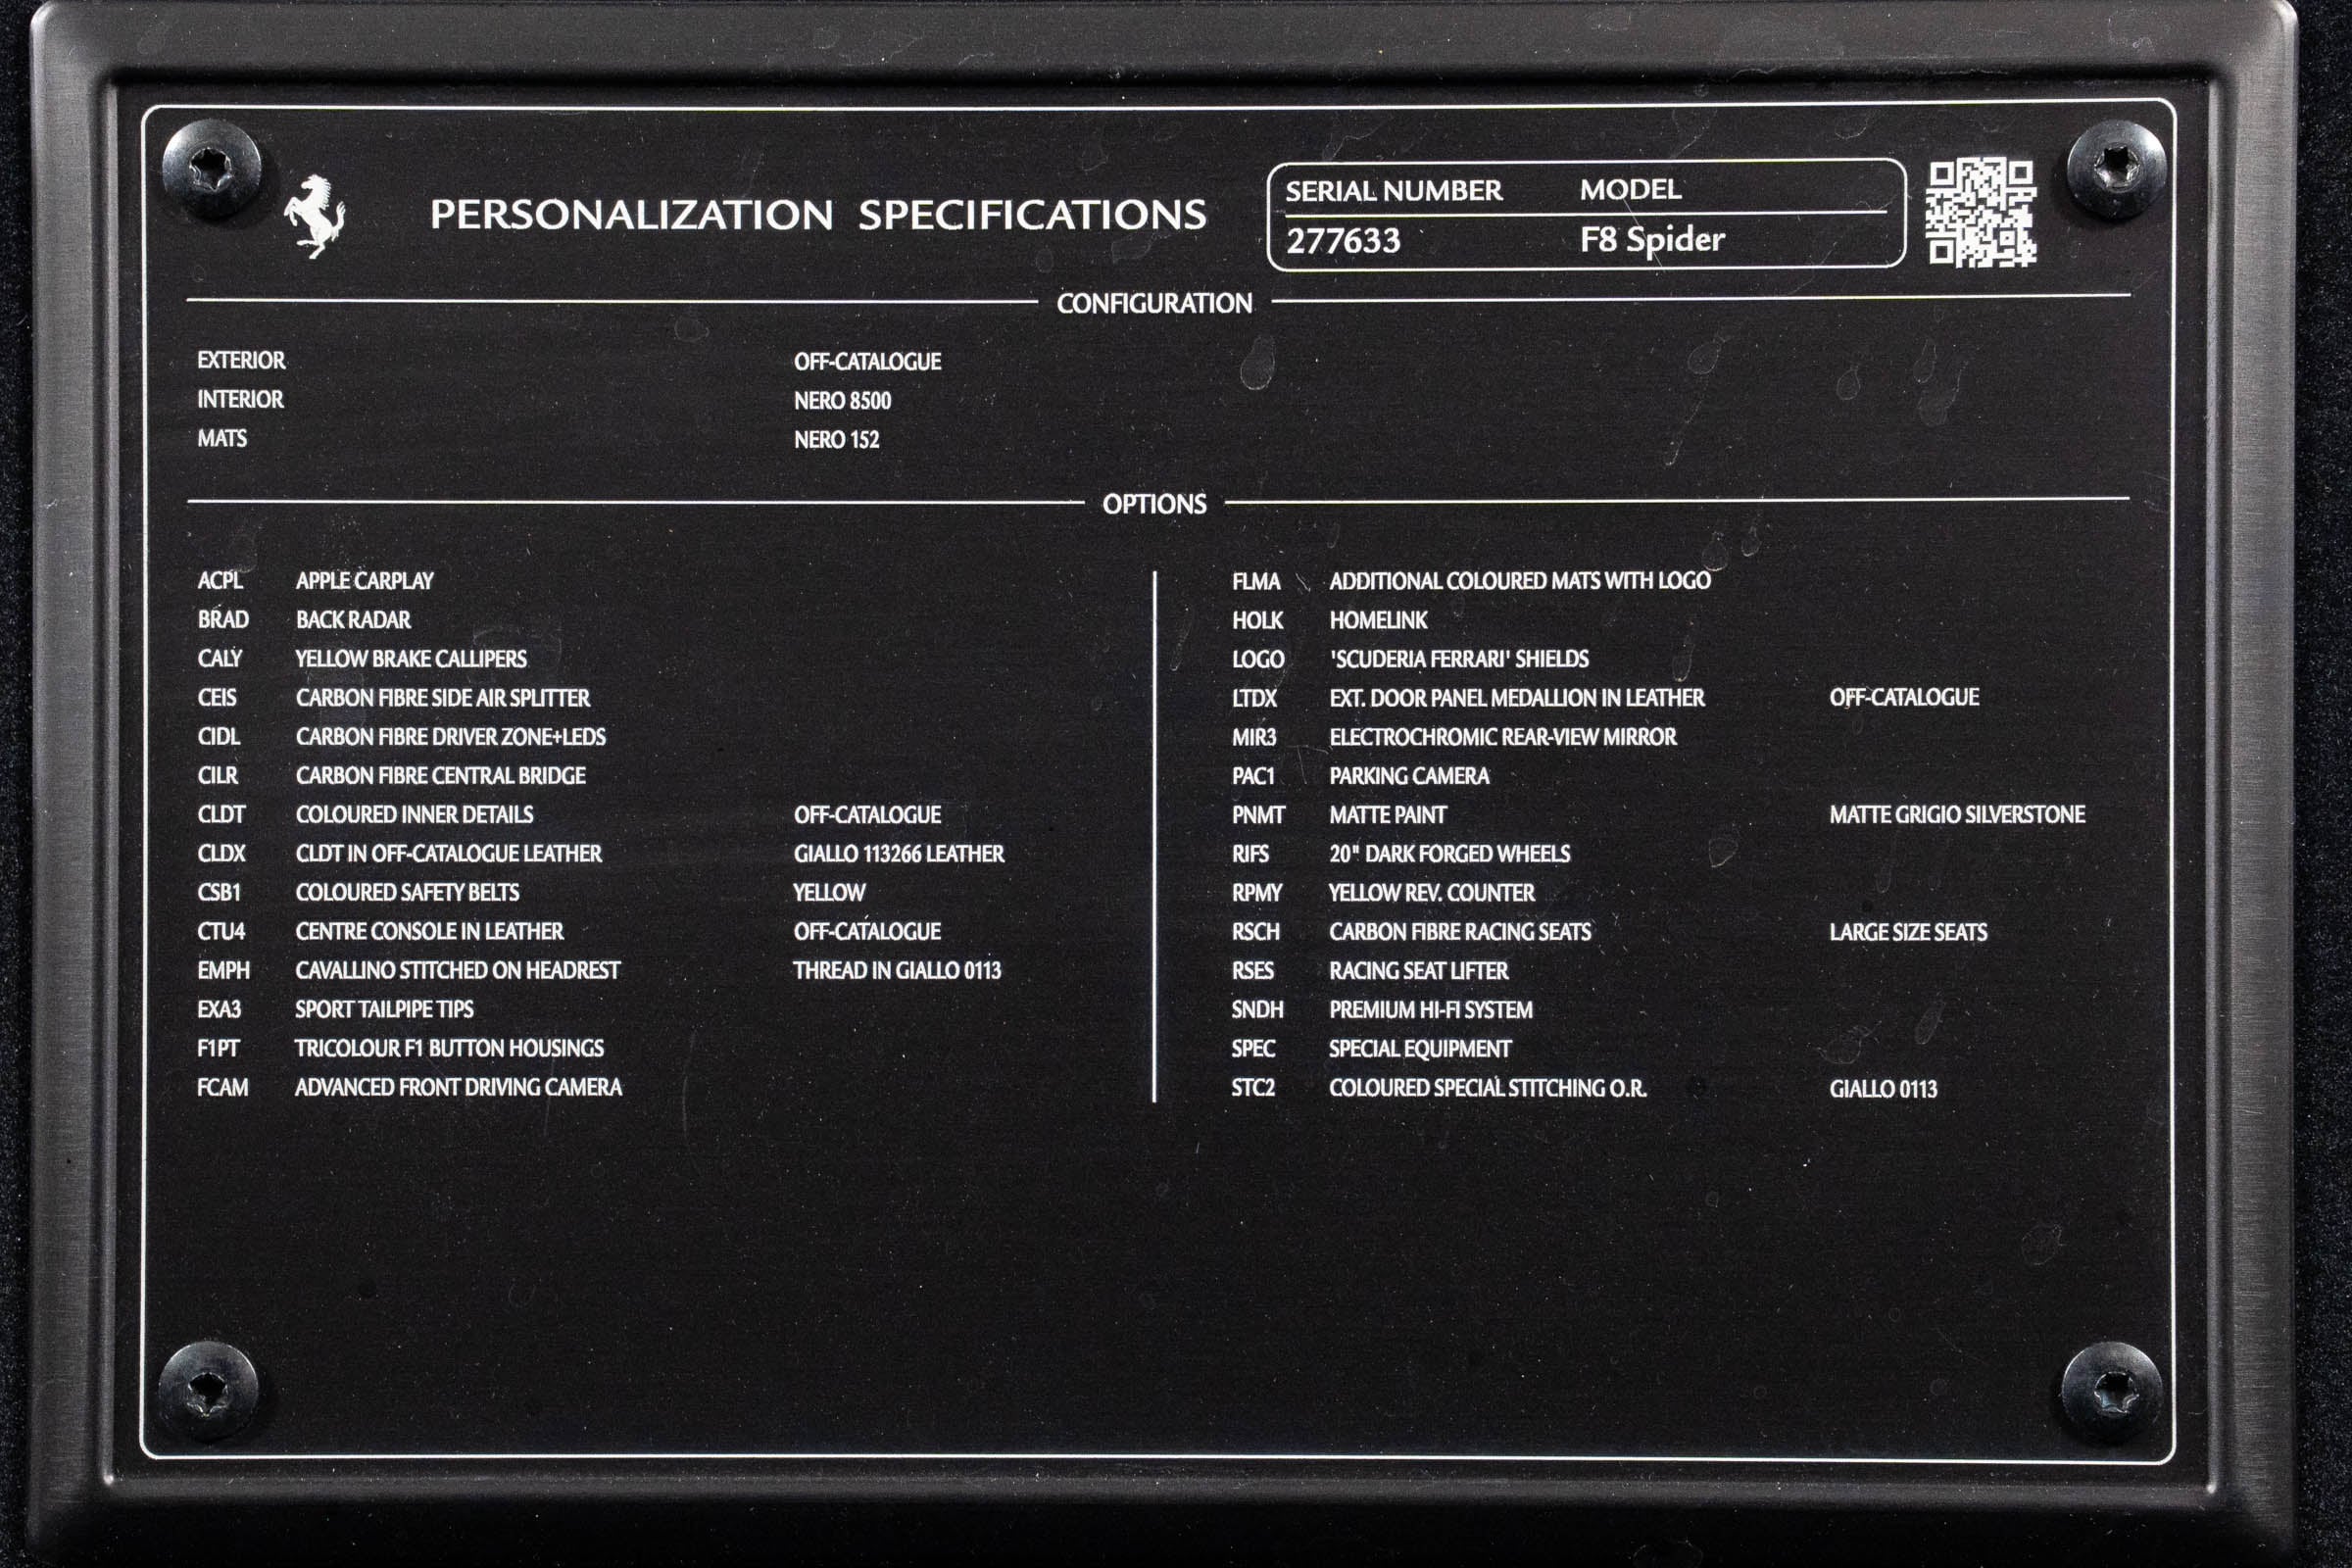 PERSONALIZATION SPECIFICATIONS
SERIAL NUMBER MODEL
277633 F8 Spider
CONFIGURATION
EXTERIOR OFF-CATALOGUE
INTERIOR NERO 8500
MATS NERO 152
OPTIONS
ACPL APPLE CARPLAY
BRAD BACK RADAR
CALY YELLOW BRAKE CALLIPERS
CEIS CARBON FIBRE SIDE AIR SPLITTER
CIDL CARBON FIBRE DRIVER ZONE+LEDS
CILR CARBON FIBRE CENTRAL BRIDGE
CLDT COLOURED INNER DETAILS OFF-CATALOGUE
CLDX CLDT IN OFF-CATALOGUE LEATHER GIALLO 113266 LEATHER
CSB1 COLOURED SAFETY BELTS YELLOW
CTU4 CENTRE CONSOLE IN LEATHER OFF-CATALOGUE
EMPH CAVALLINO STITCHED ON HEADREST THREAD IN GIALLO 0113
EXA3 SPORT TAILPIPE TIPS
F1PT TRICOLOUR F1 BUTTON HOUSINGS
FCAM ADVANCED FRONT DRIVING CAMERA
FLMA ADDITIONAL COLOURED MATS WITH LOGO
HOLK HOMELINK
LOGO 'SCUDERIA FERRARI' SHIELDS
LTDX EXT. DOOR PANEL MEDALLION IN LEATHER OFF-CATALOGUE
MIR3 ELECTROCHROMIC REAR-VIEW MIRROR
PAC1 PARKING CAMERA
PNMT MATTE PAINT MATTE GRIGIO SILVERSTONE
RIFS 20" DARK FORGED WHEELS
RPMY YELLOW REV. COUNTER
RSCH CARBON FIBRE RACING SEATS LARGE SIZE SEATS
RSES RACING SEAT LIFTER
SNDH PREMIUM HI-FI SYSTEM
SPEC SPECIAL EQUIPMENT
STC2 COLOURED SPECIAL STITCHING O.R. GIALLO 0113